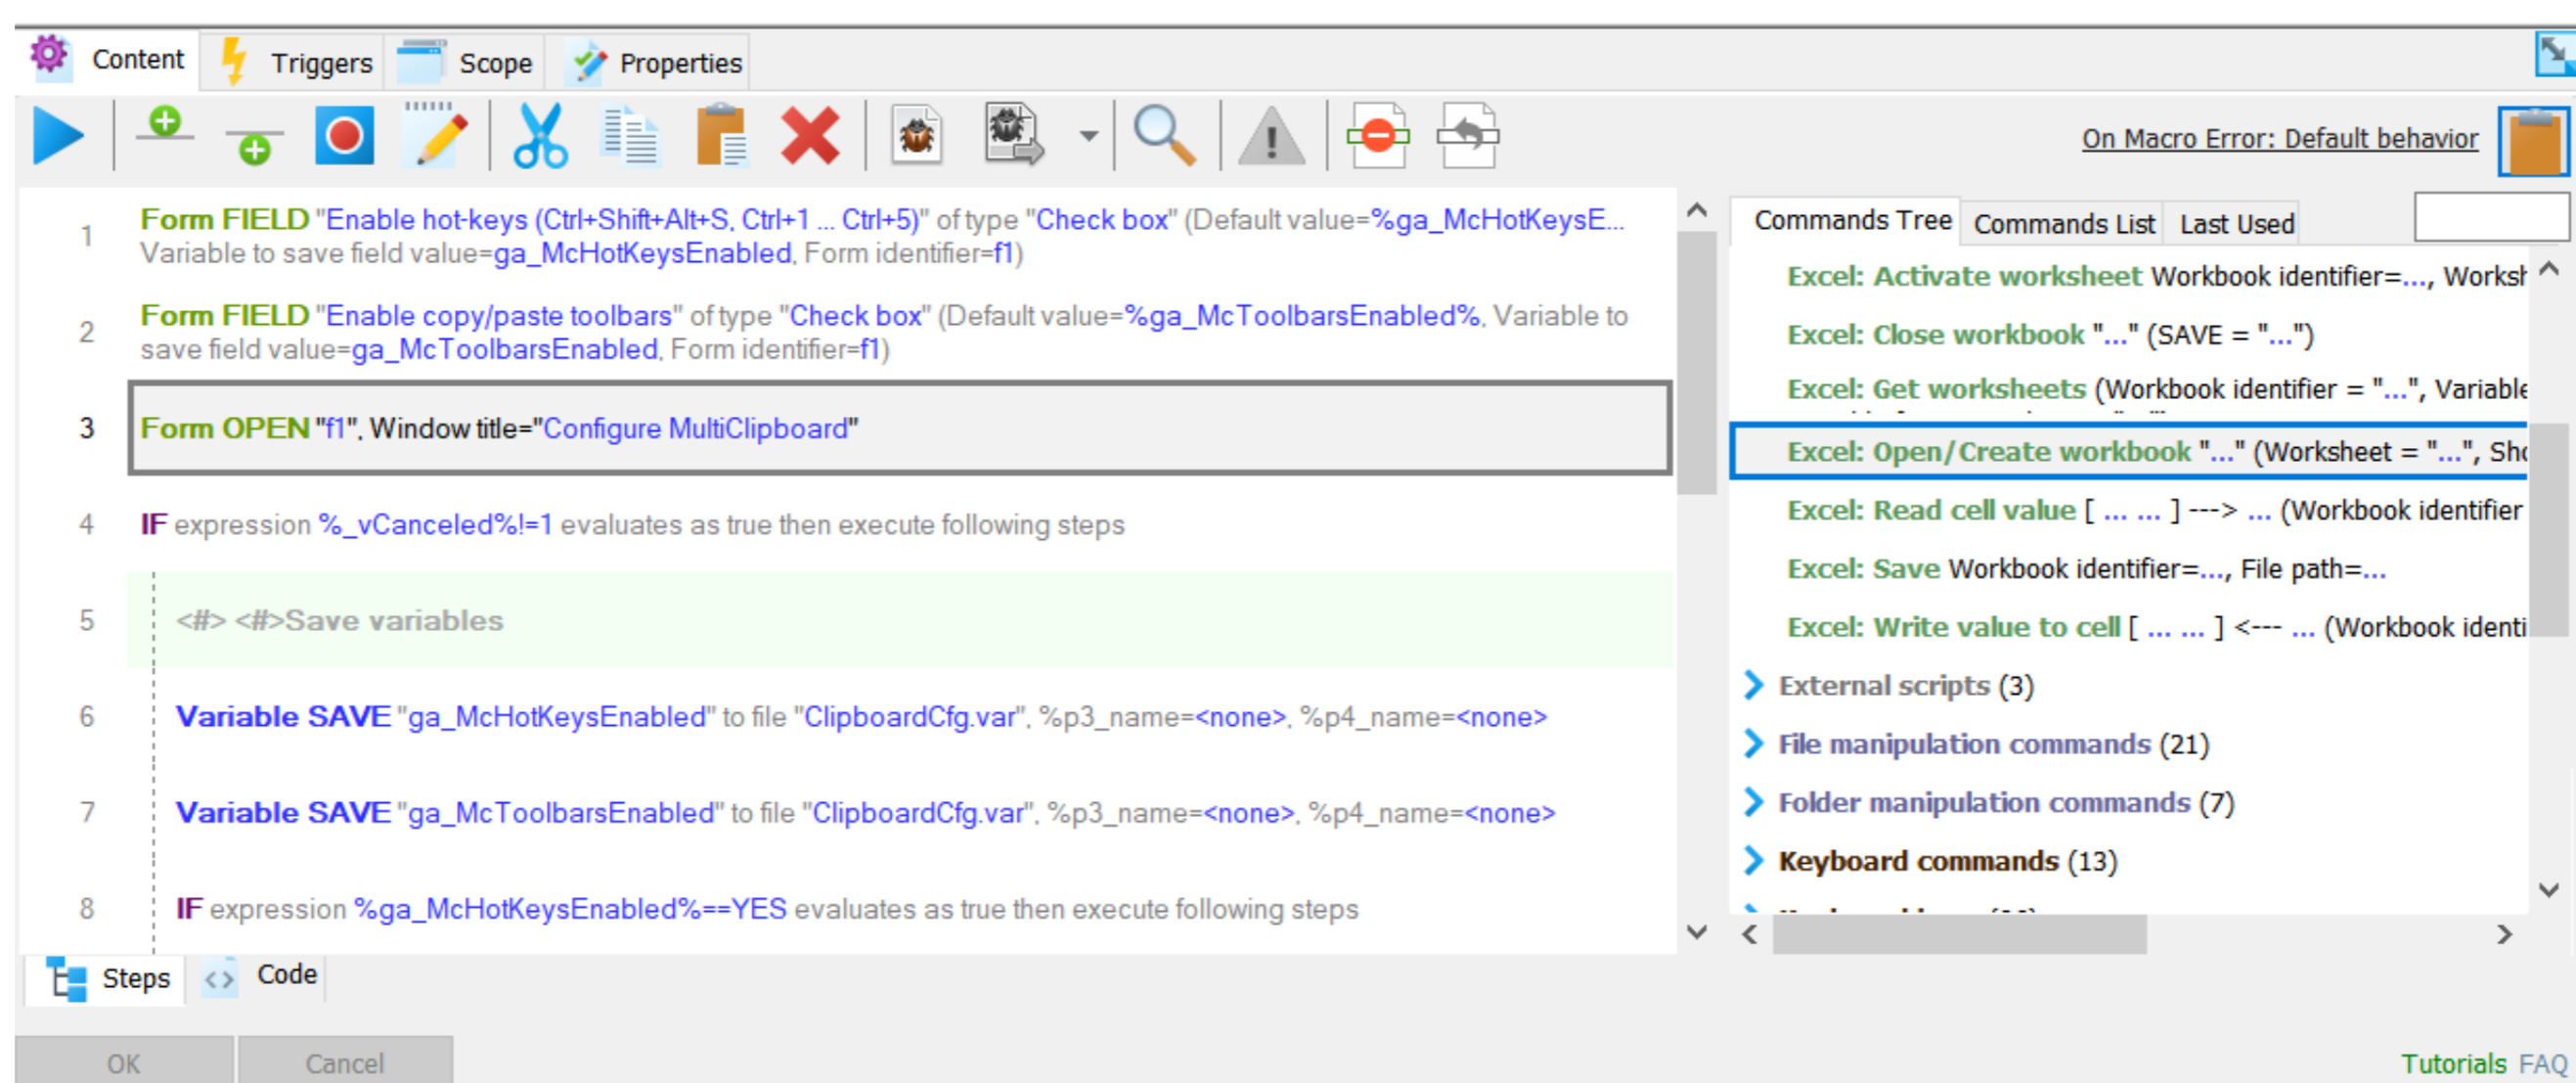 Content Triggers Scope Properties
On Macro Error: Default behavior
1 Form FIELD "Enable hot-keys (Ctrl+Shift+Alt+S, Ctrl+1 ... Ctrl+5)" of type "Check box" (Default value=%ga_McHotKeysE...
Variable to save field value=ga_McHotKeysEnabled, Form identifier=f1)
2 Form FIELD "Enable copy/paste toolbars" of type "Check box" (Default value=%ga_McToolbarsEnabled%, Variable to
save field value=ga_McToolbarsEnabled, Form identifier=f1)
3 Form OPEN "f1", Window title="Configure MultiClipboard"
4 IF expression %_vCanceled%!=1 evaluates as true then execute following steps
5 <#> <#>Save variables
6 Variable SAVE "ga_McHotKeysEnabled" to file "ClipboardCfg.var", %p3_name=<none>, %p4_name=<none>
7 Variable SAVE "ga_McToolbarsEnabled" to file "ClipboardCfg.var", %p3_name=<none>, %p4_name=<none>
8 IF expression %ga_McHotKeysEnabled%==YES evaluates as true then execute following steps
Steps Code
Commands Tree Commands List Last Used
Excel: Activate worksheet Workbook identifier=..., Worksh
Excel: Close workbook "..." (SAVE = "...")
Excel: Get worksheets (Workbook identifier = "...", Variable
Excel: Open/Create workbook "..." (Worksheet = "...", Sho
Excel: Read cell value [ ... ... ] ---> ... (Workbook identifier
Excel: Save Workbook identifier=..., File path=...
Excel: Write value to cell [ ... ... ] <--- ... (Workbook identi
External scripts (3)
File manipulation commands (21)
Folder manipulation commands (7)
Keyboard commands (13)
OK Cancel
Tutorials FAQ